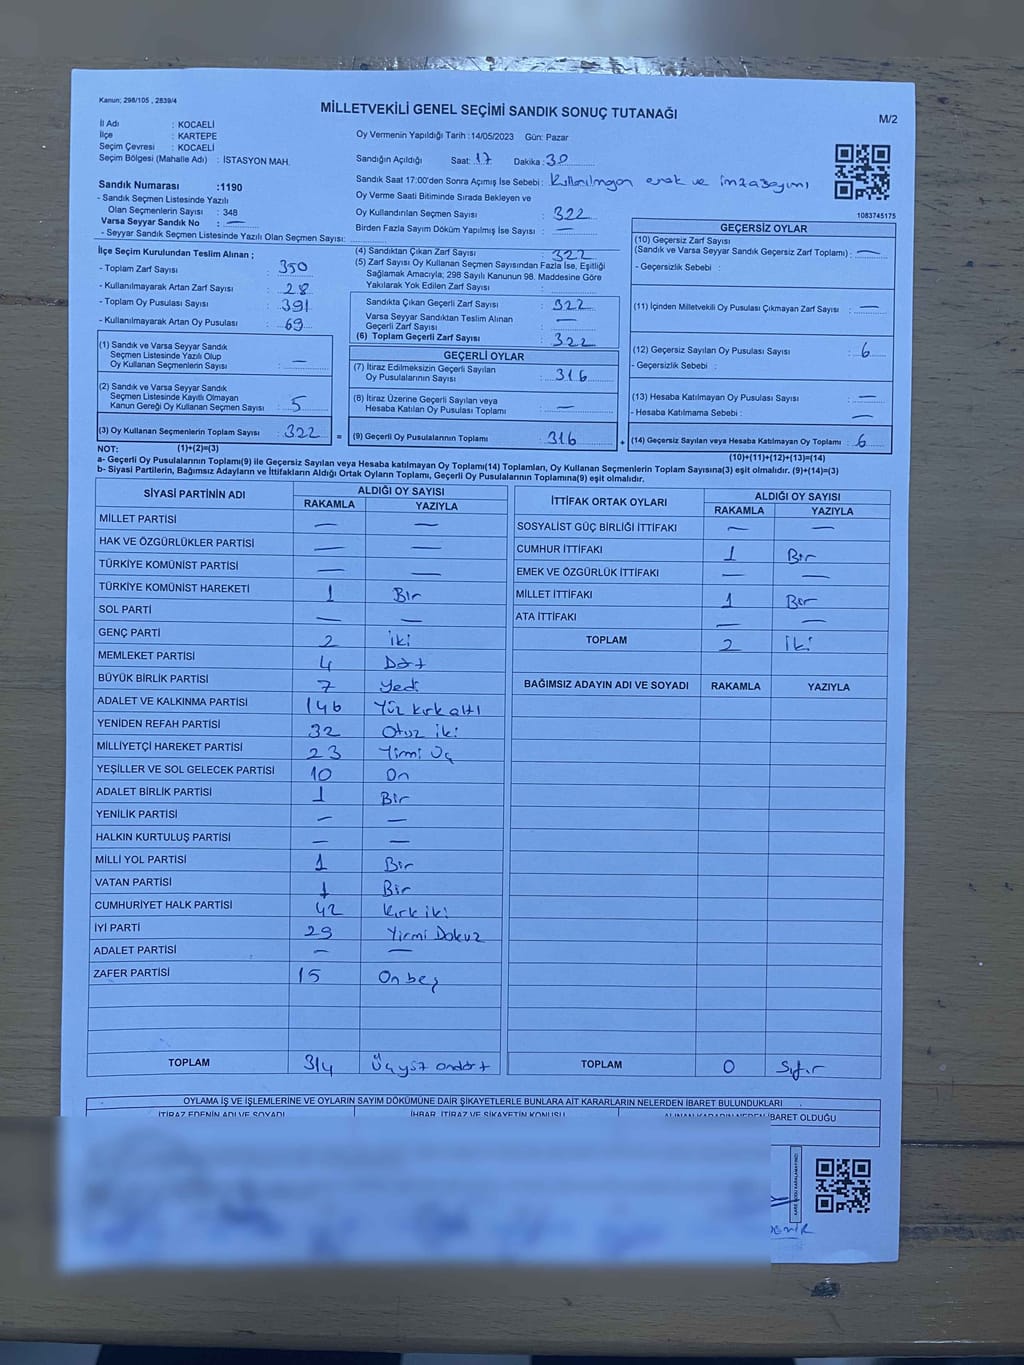 Kanun; 298/105 , 2839/4
MİLLETVEKİLİ GENEL SEÇİMİ SANDIK SONUÇ TUTANAĞI
M/2
İl Adı : KOCAELİ
İlçe : KARTEPE
Seçim Çevresi : KOCAELİ
Seçim Bölgesi (Mahalle Adı) : İSTASYON MAH.
Oy Vermenin Yapıldığı Tarih :14/05/2023 Gün: Pazar
Sandığın Açıldığı Saat: 17 Dakika: 30
Sandık Saat 17:00'den Sonra Açımış İse Sebebi: Kullanılmayan evrak ve imza sayımı
1083745175
Sandık Numarası :1190
- Sandık Seçmen Listesinde Yazılı
Olan Seçmenlerin Sayısı : 348
Varsa Seyyar Sandık No : —
- Seyyar Sandık Seçmen Listesinde Yazılı Olan Seçmen Sayısı:
Oy Verme Saati Bitiminde Sırada Bekleyen ve
Oy Kullandırılan Seçmen Sayısı : 322
Birden Fazla Sayım Döküm Yapılmış İse Sayısı : —
İlçe Seçim Kurulundan Teslim Alınan ;
- Toplam Zarf Sayısı : 350
- Kullanılmayarak Artan Zarf Sayısı : 28
- Toplam Oy Pusulası Sayısı : 391
- Kullanılmayarak Artan Oy Pusulası : 69
(1) Sandık ve Varsa Seyyar Sandık
Seçmen Listesinde Yazılı Olup
Oy Kullanan Seçmenlerin Sayısı : —
(2) Sandık ve Varsa Seyyar Sandık
Seçmen Listesinde Kayıtlı Olmayan
Kanun Gereği Oy Kullanan Seçmen Sayısı : 5
(3) Oy Kullanan Seçmenlerin Toplam Sayısı : 322
(1)+(2)=(3)
(4) Sandıktan Çıkan Zarf Sayısı : 322
(5) Zarf Sayısı Oy Kullanan Seçmen Sayısından Fazla İse, Eşitliği
Sağlamak Amacıyla; 298 Sayılı Kanunun 98. Maddesine Göre
Yakılarak Yok Edilen Zarf Sayısı :
Sandıkta Çıkan Geçerli Zarf Sayısı : 322
Varsa Seyyar Sandıktan Teslim Alınan
Geçerli Zarf Sayısı : —
(6) Toplam Geçerli Zarf Sayısı : 322
GEÇERLİ OYLAR
(7) İtiraz Edilmeksizin Geçerli Sayılan
Oy Pusulalarının Sayısı : 316
(8) İtiraz Üzerine Geçerli Sayılan veya
Hesaba Katılan Oy Pusulası Toplamı : —
= (9) Geçerli Oy Pusulalarının Toplamı : 316 +
GEÇERSİZ OYLAR
(10) Geçersiz Zarf Sayısı
(Sandık ve Varsa Seyyar Sandık Geçersiz Zarf Toplamı) : —
- Geçersizlik Sebebi :
(11) İçinden Milletvekili Oy Pusulası Çıkmayan Zarf Sayısı : —
(12) Geçersiz Sayılan Oy Pusulası Sayısı : 6
- Geçersizlik Sebebi :
(13) Hesaba Katılmayan Oy Pusulası Sayısı : —
- Hesaba Katılmama Sebebi : —
(14) Geçersiz Sayılan veya Hesaba Katılmayan Oy Toplamı : 6
(10)+(11)+(12)+(13)=(14)
NOT:
a- Geçerli Oy Pusulalarının Toplamı(9) ile Geçersiz Sayılan veya Hesaba katılmayan Oy Toplamı(14) Toplamları, Oy Kullanan Seçmenlerin Toplam Sayısına(3) eşit olmalıdır. (9)+(14)=(3)
b- Siyasi Partilerin, Bağımsız Adayların ve İttifakların Aldığı Ortak Oyların Toplamı, Geçerli Oy Pusulalarının Toplamına(9) eşit olmalıdır.
SİYASİ PARTİNİN ADI ALDIĞI OY SAYISI
RAKAMLA YAZIYLA
MİLLET PARTİSİ — —
HAK VE ÖZGÜRLÜKLER PARTİSİ — —
TÜRKİYE KOMÜNİST PARTİSİ — —
TÜRKİYE KOMÜNİST HAREKETİ 1 Bir
SOL PARTİ — —
GENÇ PARTİ 2 iki
MEMLEKET PARTİSİ 4 Dört
BÜYÜK BİRLİK PARTİSİ 7 Yedi
ADALET VE KALKINMA PARTİSİ 146 Yüz kırk altı
YENİDEN REFAH PARTİSİ 32 Otuz iki
MİLLİYETÇİ HAREKET PARTİSİ 23 Yirmi Üç
YEŞİLLER VE SOL GELECEK PARTİSİ 10 On
ADALET BİRLİK PARTİSİ 1 Bir
YENİLİK PARTİSİ — —
HALKIN KURTULUŞ PARTİSİ — —
MİLLİ YOL PARTİSİ 1 Bir
VATAN PARTİSİ 1 Bir
CUMHURİYET HALK PARTİSİ 42 Kırk iki
İYİ PARTİ 29 Yirmi Dokuz
ADALET PARTİSİ — —
ZAFER PARTİSİ 15 On beş
TOPLAM 314 Üçyüz ondört
İTTİFAK ORTAK OYLARI ALDIĞI OY SAYISI
RAKAMLA YAZIYLA
SOSYALİST GÜÇ BİRLİĞİ İTTİFAKI — —
CUMHUR İTTİFAKI 1 Bir
EMEK VE ÖZGÜRLÜK İTTİFAKI — —
MİLLET İTTİFAKI 1 Bir
ATA İTTİFAKI — —
TOPLAM 2 iki
BAĞIMSIZ ADAYIN ADI VE SOYADI RAKAMLA YAZIYLA
TOPLAM 0 Sıfır
OYLAMA İŞ VE İŞLEMLERİNE VE OYLARIN SAYIM DÖKÜMÜNE DAİR ŞİKAYETLERLE BUNLARA AİT KARARLARIN NELERDEN İBARET BULUNDUKLARI
İTİRAZ EDENİN ADI VE SOYADI İHBAR, İTİRAZ VE ŞİKAYETİN KONUSU ALINAN KARARIN NEDEN İBARET OLDUĞU